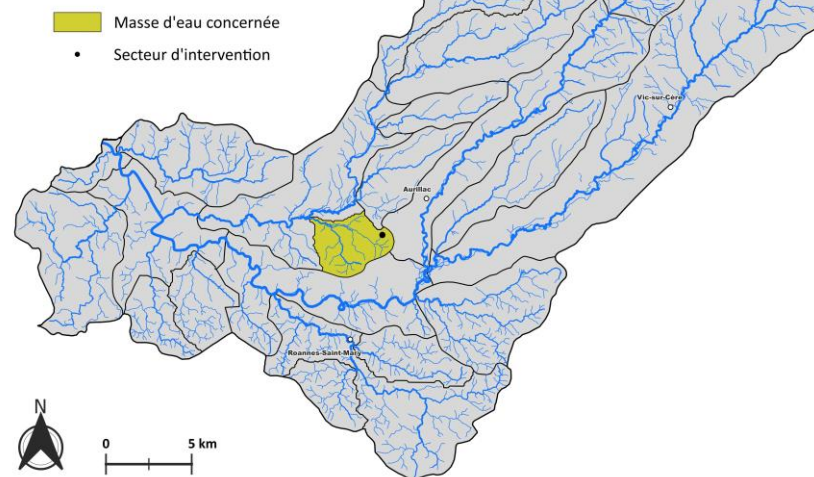 Masse d'eau concernée
Secteur d'intervention
Vic-sur-Cère
Aurillac
Roannes-Saint-Mary
N
0 5 km